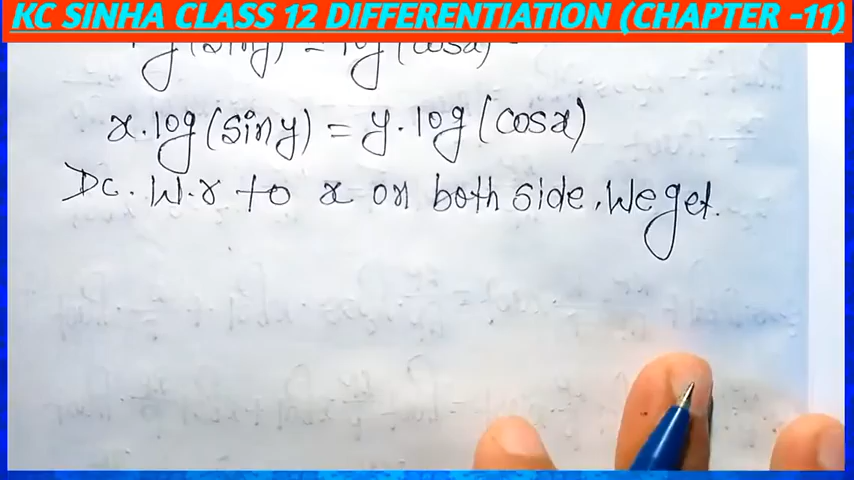 KC SINHA CLASS 12 DIFFERENTIATION (CHAPTER -11)
x.log(siny) = y.log(cosx)
Dc. W.r to x on both side, We get.